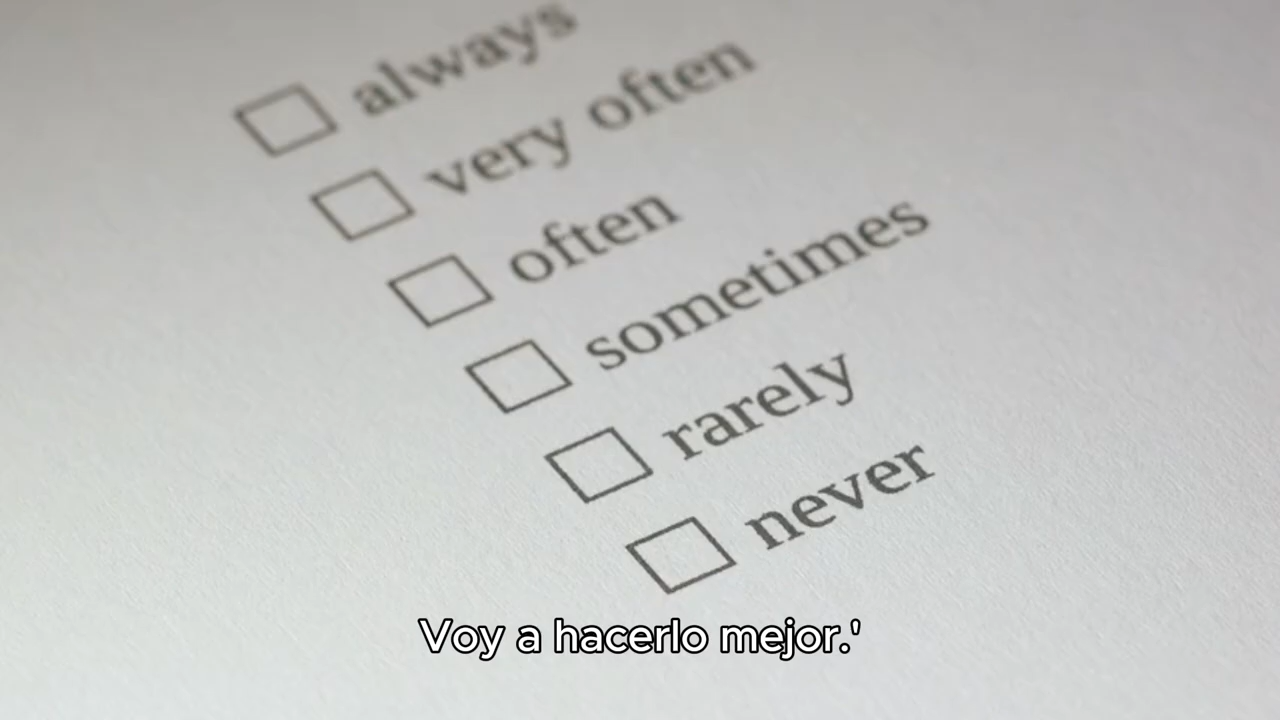 always
very often
often
sometimes
rarely
never
Voy a hacerlo mejor.'